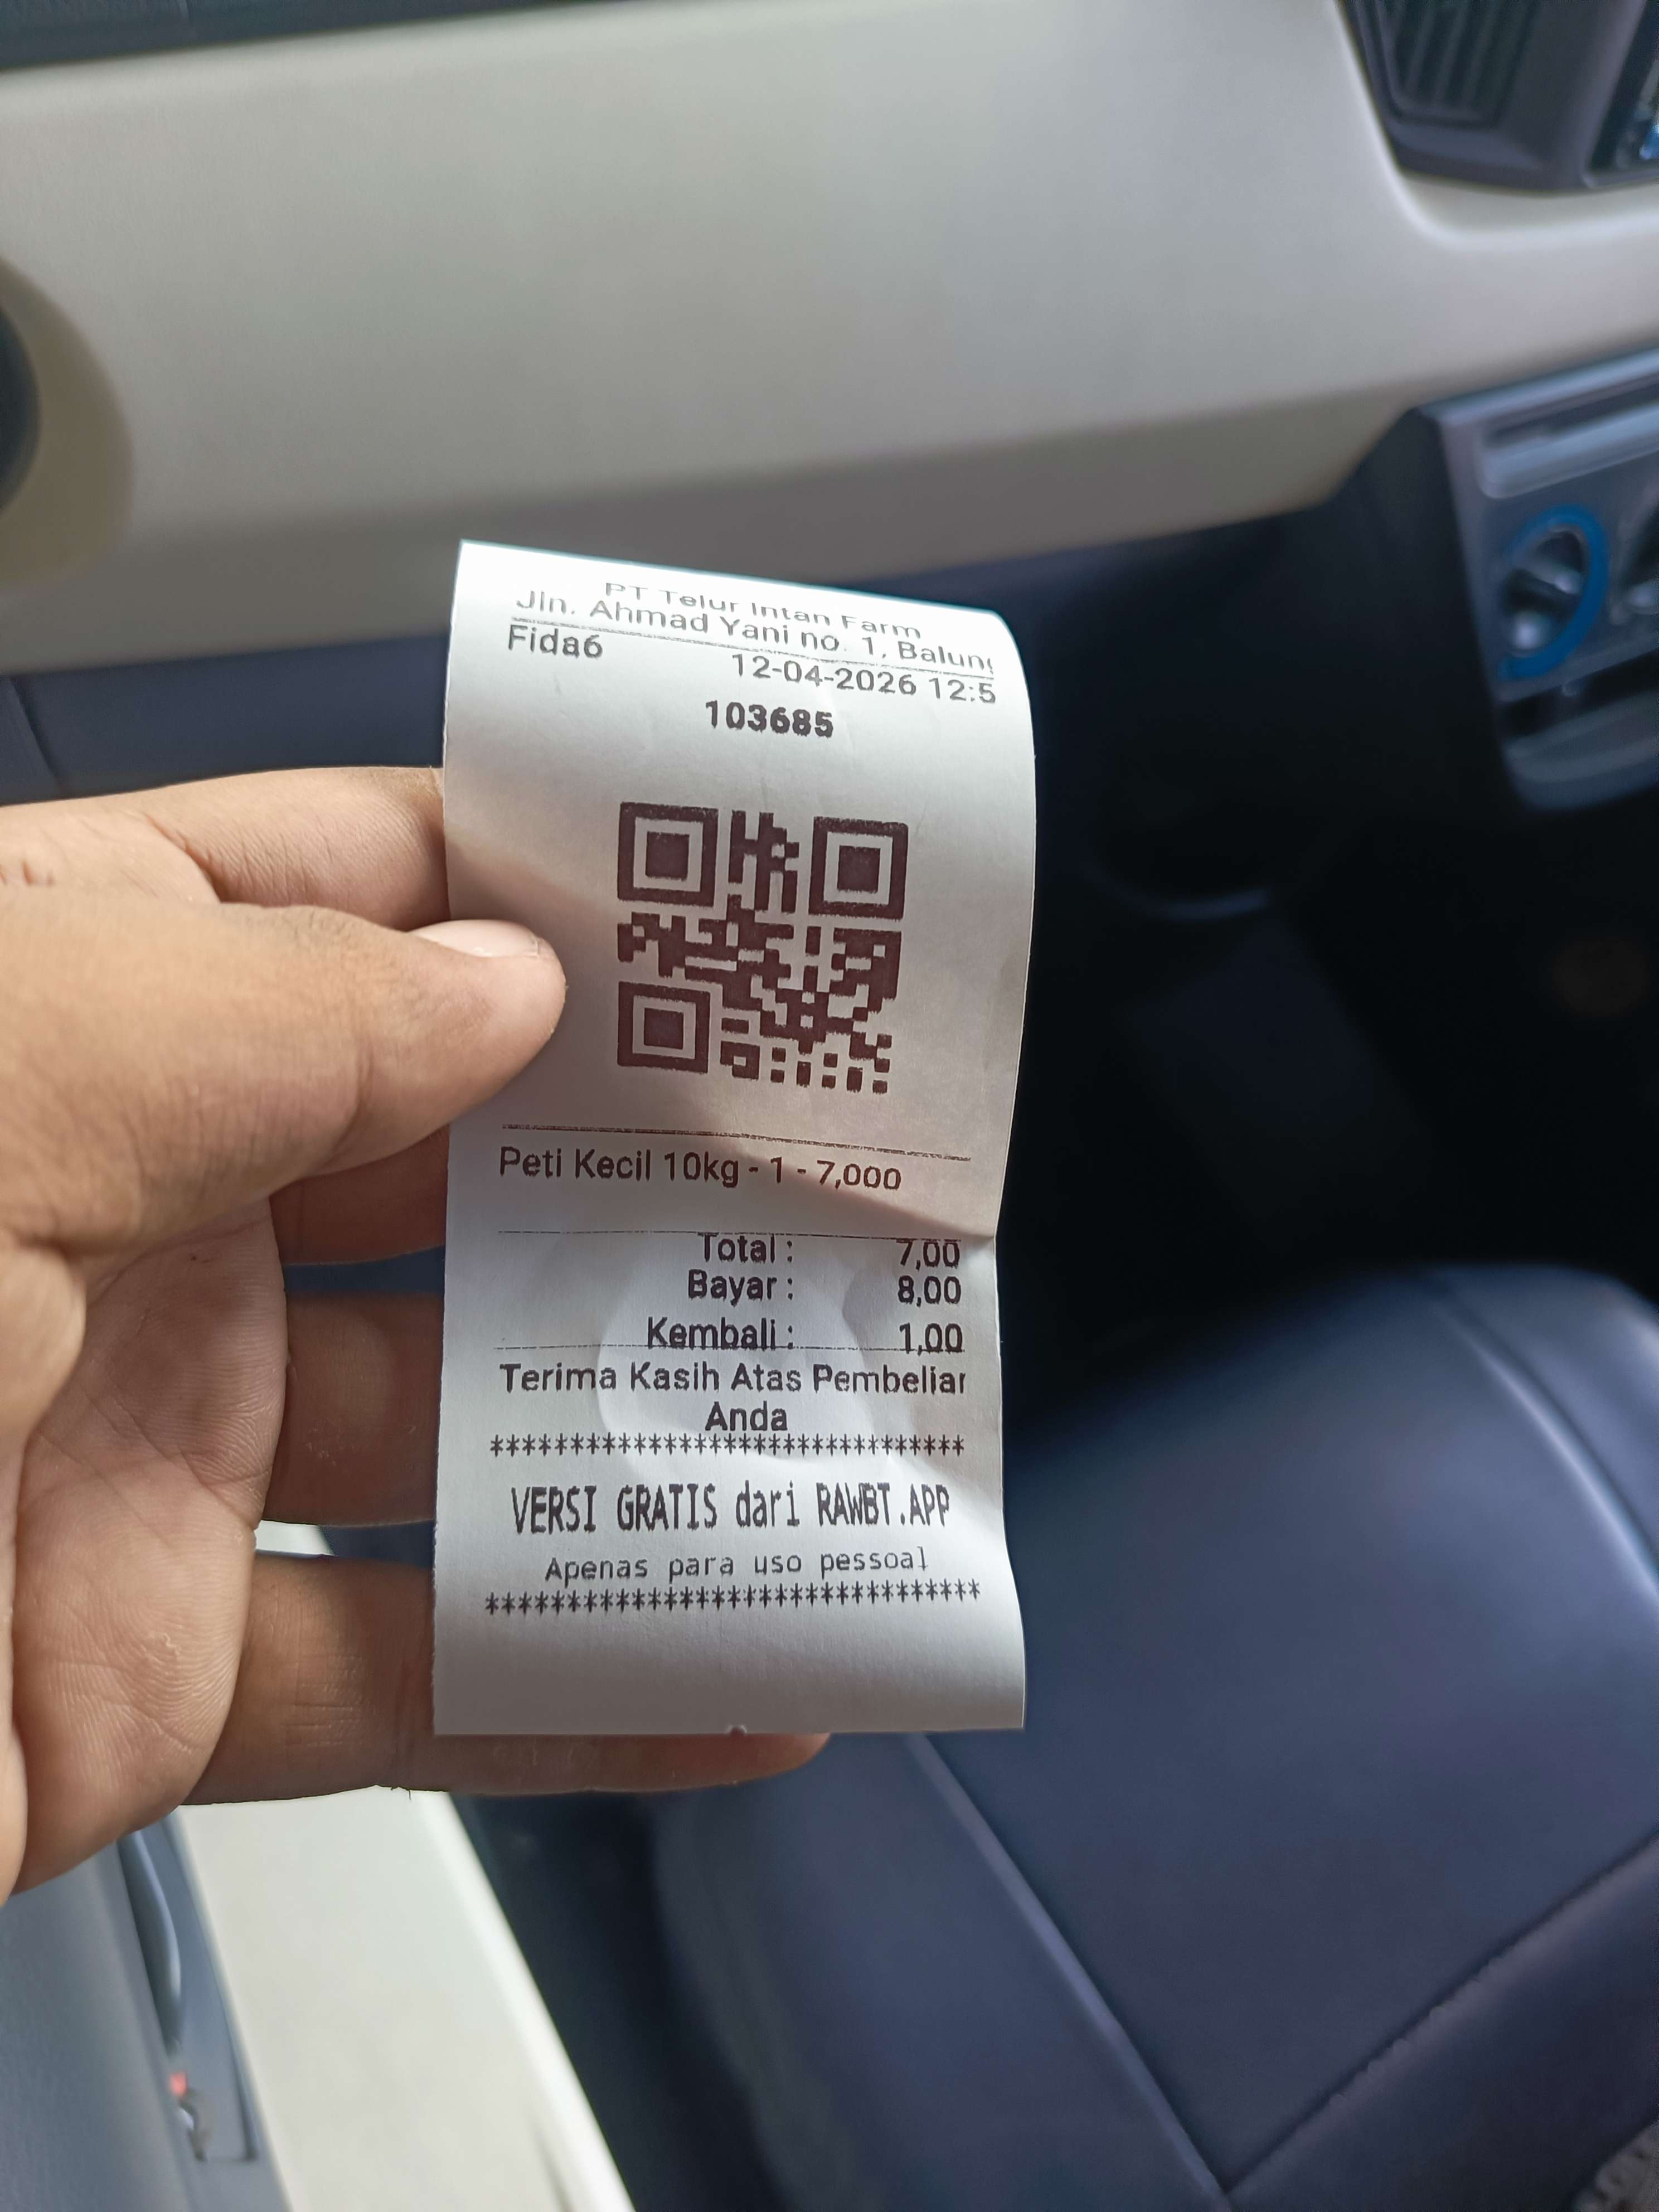 PT Telur Intan Farm
Jln. Ahmad Yani no. 1, Balung
Fida6
12-04-2026 12:5
103685
Peti Kecil 10kg - 1 - 7,000
Total : 7,00
Bayar : 8,00
Kembali : 1,00
Terima Kasih Atas Pembelian
Anda
********************************
VERSI GRATIS dari RAWBT.APP
Apenas para uso pessoal
********************************